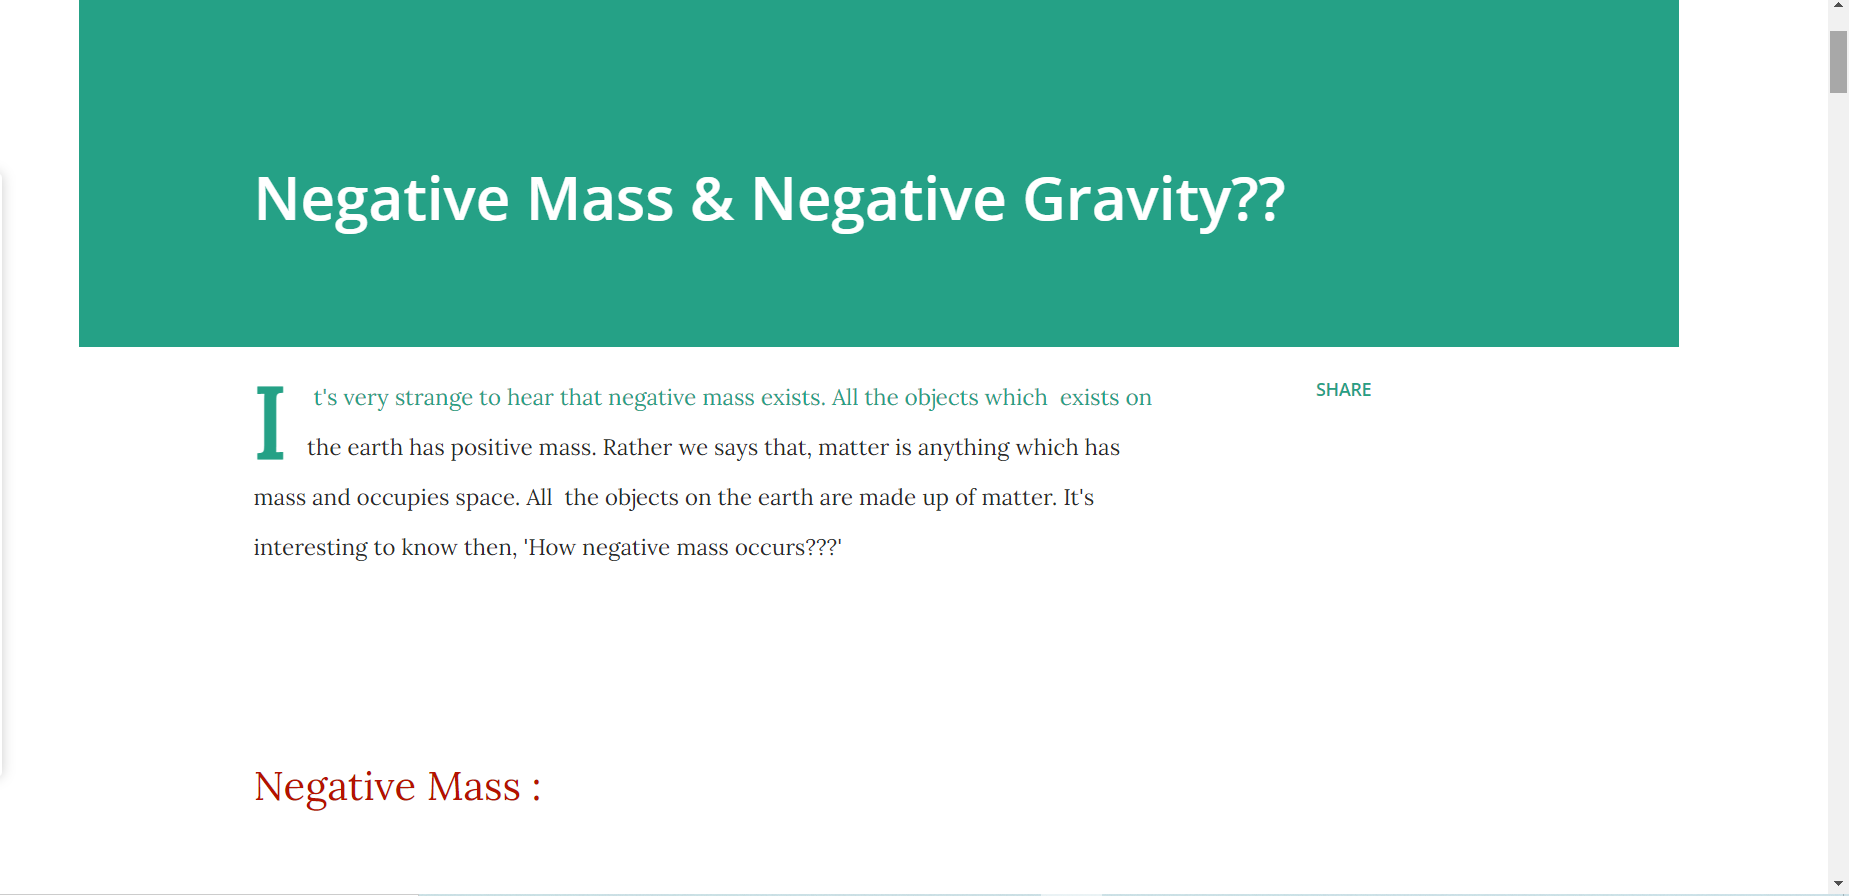 Negative Mass & Negative Gravity??
It's very strange to hear that negative mass exists. All the objects which  exists on
SHARE
the earth has positive mass. Rather we says that, matter is anything which has
mass and occupies space. All  the objects on the earth are made up of matter. It's
interesting to know then, 'How negative mass occurs???'
Negative Mass :